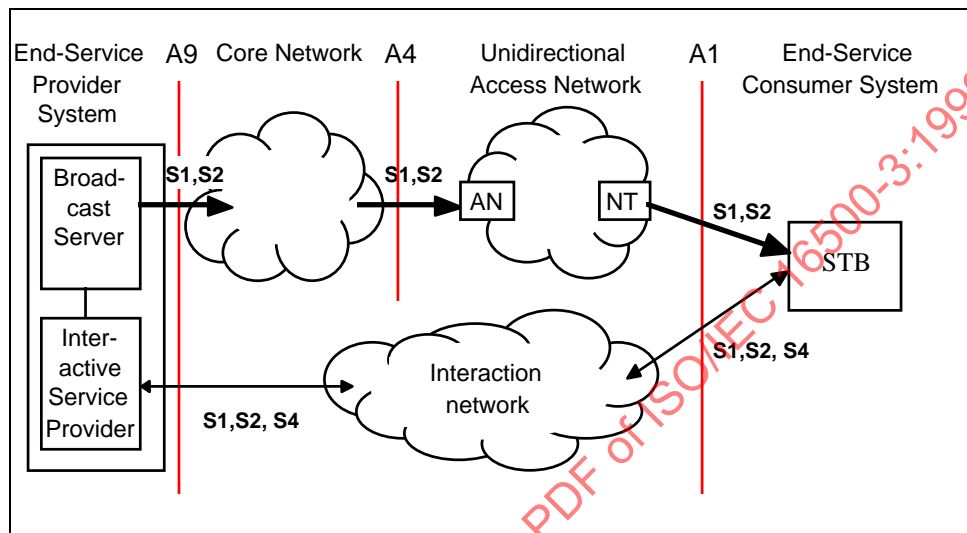 End-Service
Provider
System
A9
Core Network
A4
Unidirectional
Access Network
A1
End-Service
Consumer System
Broad-
cast
Server
S1,S2
S1,S2
AN
NT
S1,S2
STB
Inter-
active
Service
Provider
S1,S2, S4
Interaction
network
S1,S2, S4
PDF of ISO/IEC 16500-3:199